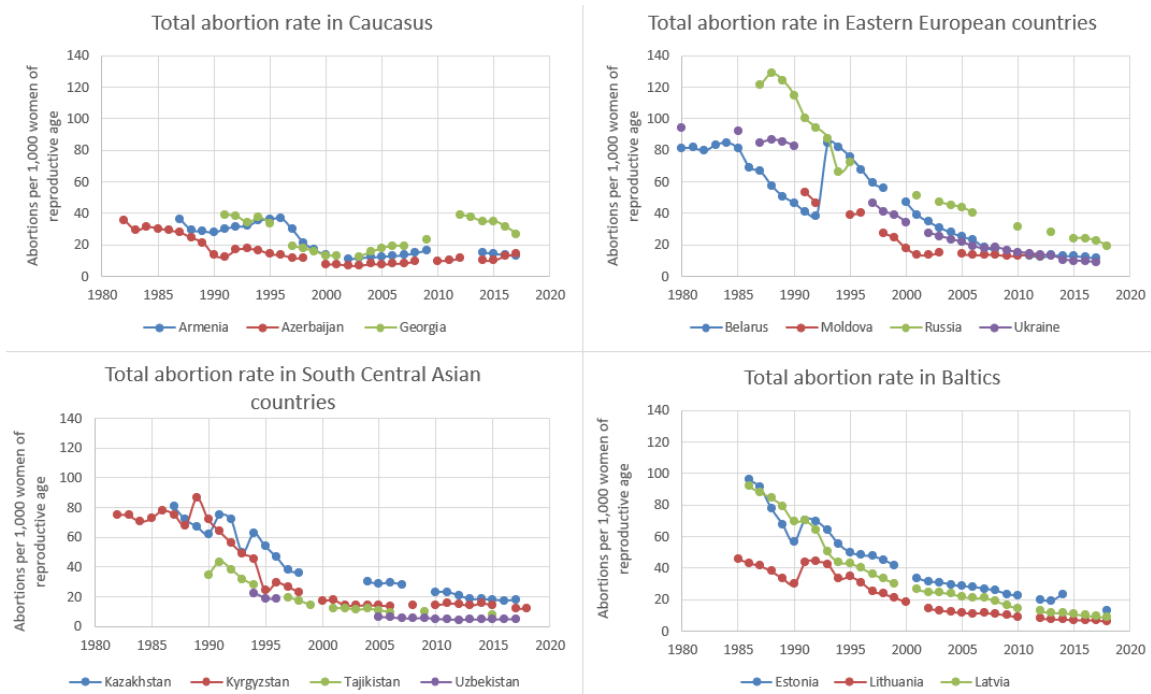 Total abortion rate in Caucasus
Abortions per 1,000 women of
reproductive age
140
120
100
80
60
40
20
0
1980 1985 1990 1995 2000 2005 2010 2015 2020
Armenia Azerbaijan Georgia
Total abortion rate in Eastern European countries
Abortions per 1,000 women of
reproductive age
140
120
100
80
60
40
20
0
1980 1985 1990 1995 2000 2005 2010 2015 2020
Belarus Moldova Russia Ukraine
Total abortion rate in South Central Asian
countries
Abortions per 1,000 women of
reproductive age
140
120
100
80
60
40
20
0
1980 1985 1990 1995 2000 2005 2010 2015 2020
Kazakhstan Kyrgyzstan Tajikistan Uzbekistan
Total abortion rate in Baltics
Abortions per 1,000 women of
reproductive age
140
120
100
80
60
40
20
0
1980 1985 1990 1995 2000 2005 2010 2015 2020
Estonia Lithuania Latvia